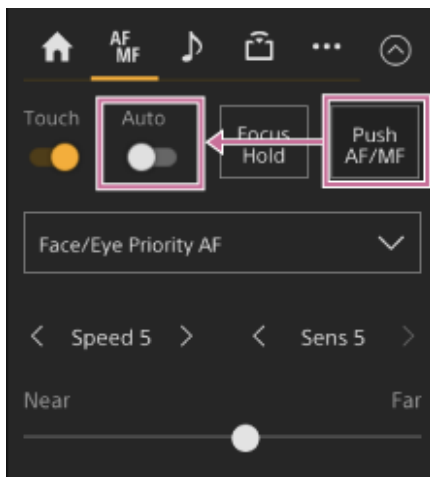 AF
MF
Touch
Auto
Focus
Hold
Push
AF/MF
Face/Eye Priority AF
Speed 5
Sens 5
Near
Far